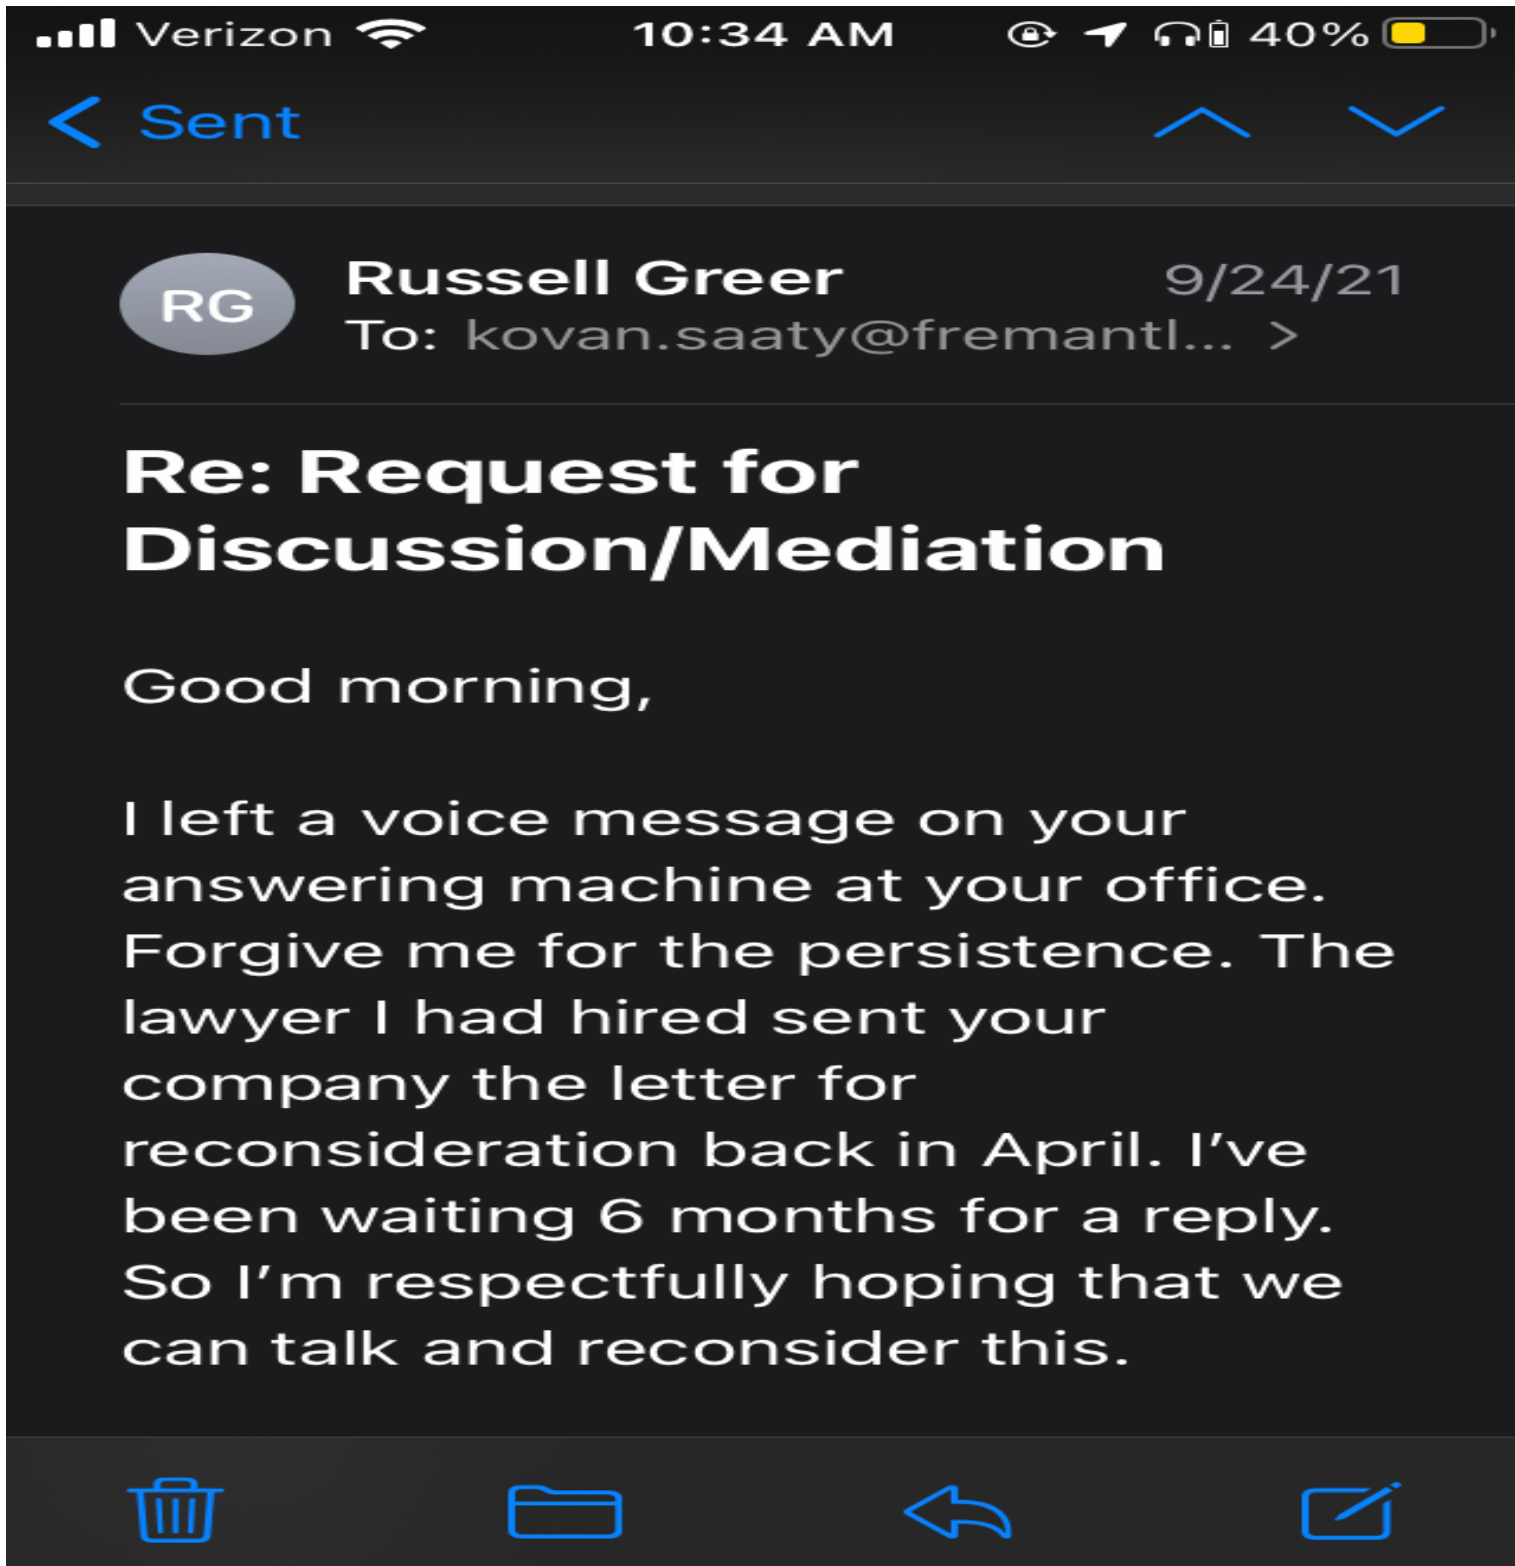 Verizon 10:34 AM 40%
Sent
RG
Russell Greer 9/24/21
To: kovan.saaty@fremantl... >
Re: Request for
Discussion/Mediation
Good morning,
I left a voice message on your
answering machine at your office.
Forgive me for the persistence. The
lawyer I had hired sent your
company the letter for
reconsideration back in April. I’ve
been waiting 6 months for a reply.
So I’m respectfully hoping that we
can talk and reconsider this.